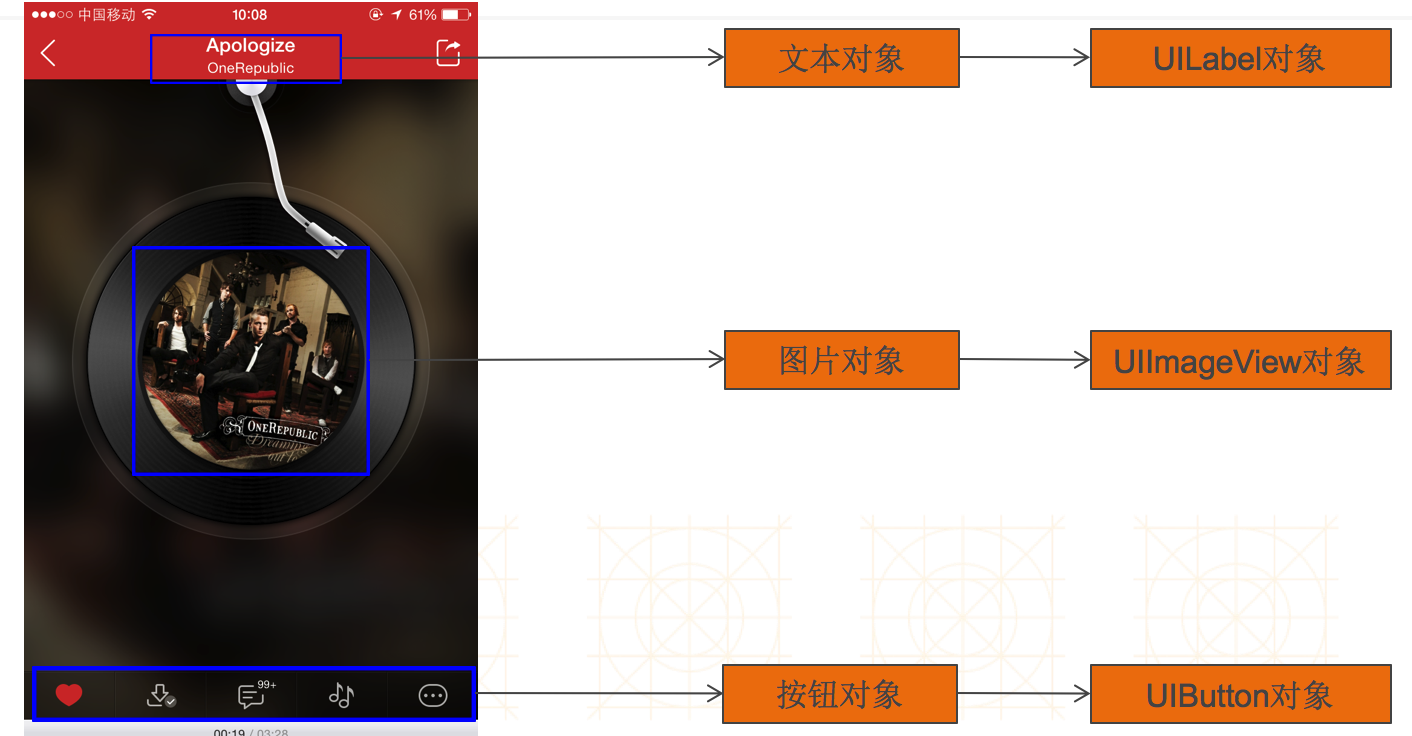 中国移动 10:08 61%
Apologize
OneRepublic
文本对象
UILabel对象
图片对象
UIImageView对象
ONEREPUBLIC
Dreaming
out loud
99+
按钮对象
UIButton对象
00:19 / 03:28